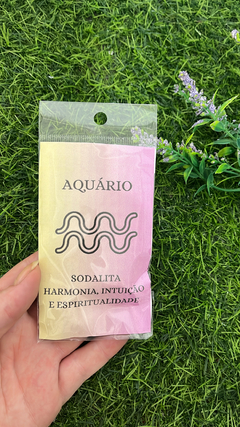 AQUÁRIO
SODALITA
HARMONIA, INTUIÇÃO
E ESPIRITUALIDADE